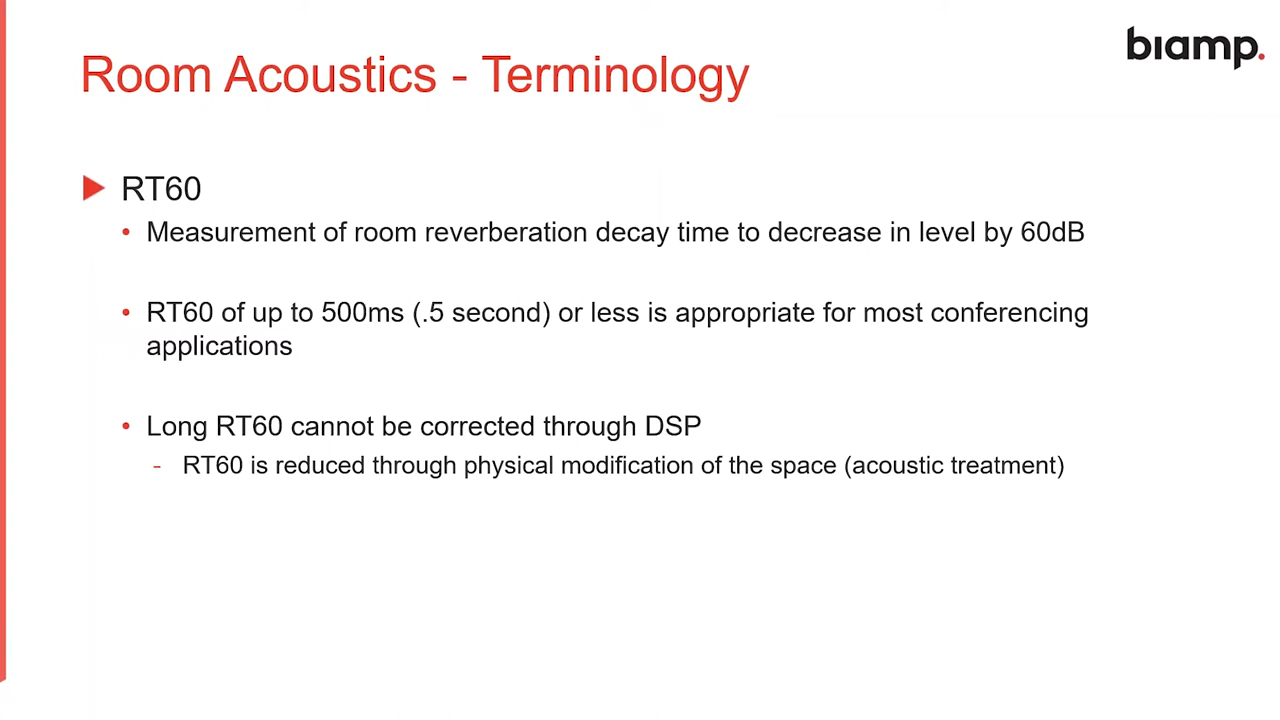 biamp.
Room Acoustics - Terminology
RT60
• Measurement of room reverberation decay time to decrease in level by 60dB
• RT60 of up to 500ms (.5 second) or less is appropriate for most conferencing
applications
• Long RT60 cannot be corrected through DSP
- RT60 is reduced through physical modification of the space (acoustic treatment)